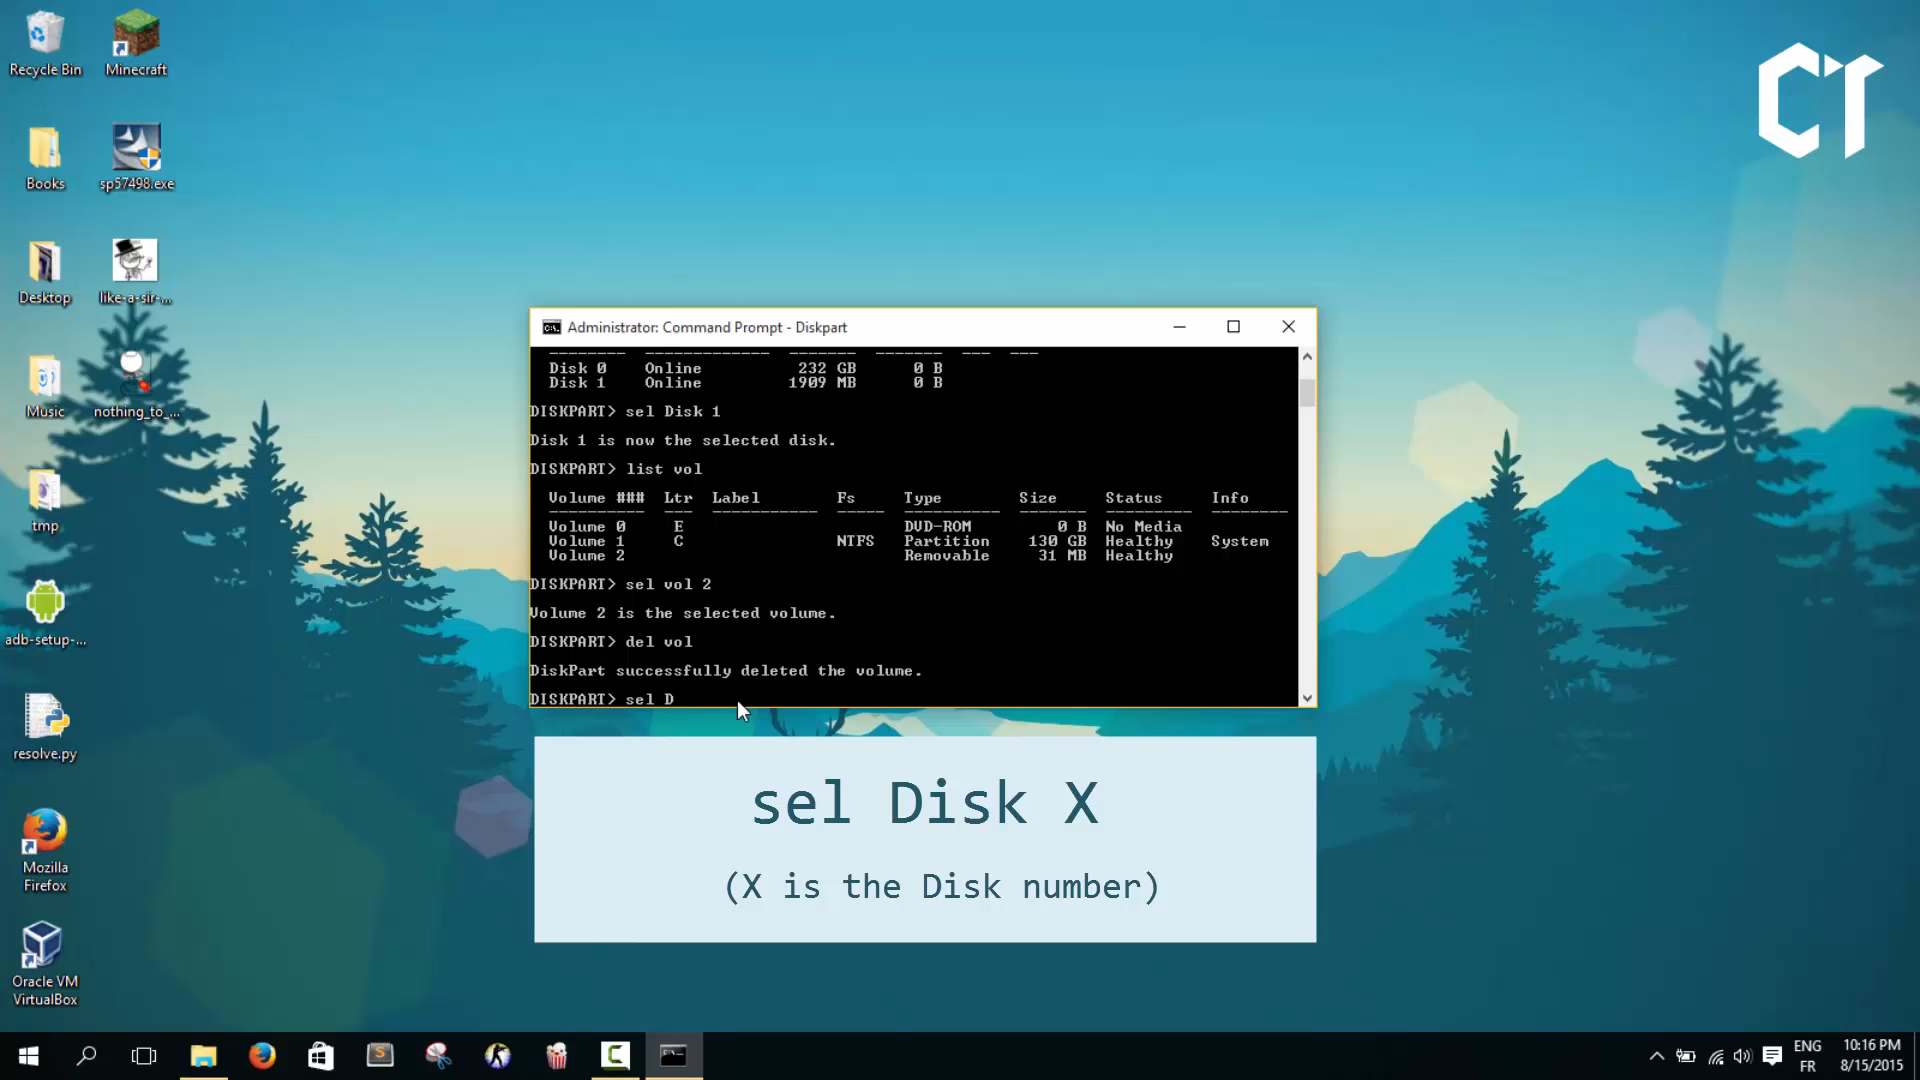 Recycle Bin
Minecraft
Books
sp57498.exe
Desktop
like-a-sir-...
Music
nothing_to_...
tmp
adb-setup-...
resolve.py
Mozilla
Firefox
Oracle VM
VirtualBox
CT
Administrator: Command Prompt - Diskpart
-------- ------------- ------- ------- --- ---
Disk 0 Online 232 GB 0 B
Disk 1 Online 1909 MB 0 B
DISKPART> sel Disk 1
Disk 1 is now the selected disk.
DISKPART> list vol
Volume ### Ltr Label Fs Type Size Status Info
---------- --- ----------- ----- ---------- ------- --------- --------
Volume 0 E DVD-ROM 0 B No Media
Volume 1 C NTFS Partition 130 GB Healthy System
Volume 2 Removable 31 MB Healthy
DISKPART> sel vol 2
Volume 2 is the selected volume.
DISKPART> del vol
DiskPart successfully deleted the volume.
DISKPART> sel D
sel Disk X
(X is the Disk number)
ENG
FR
10:16 PM
8/15/2015